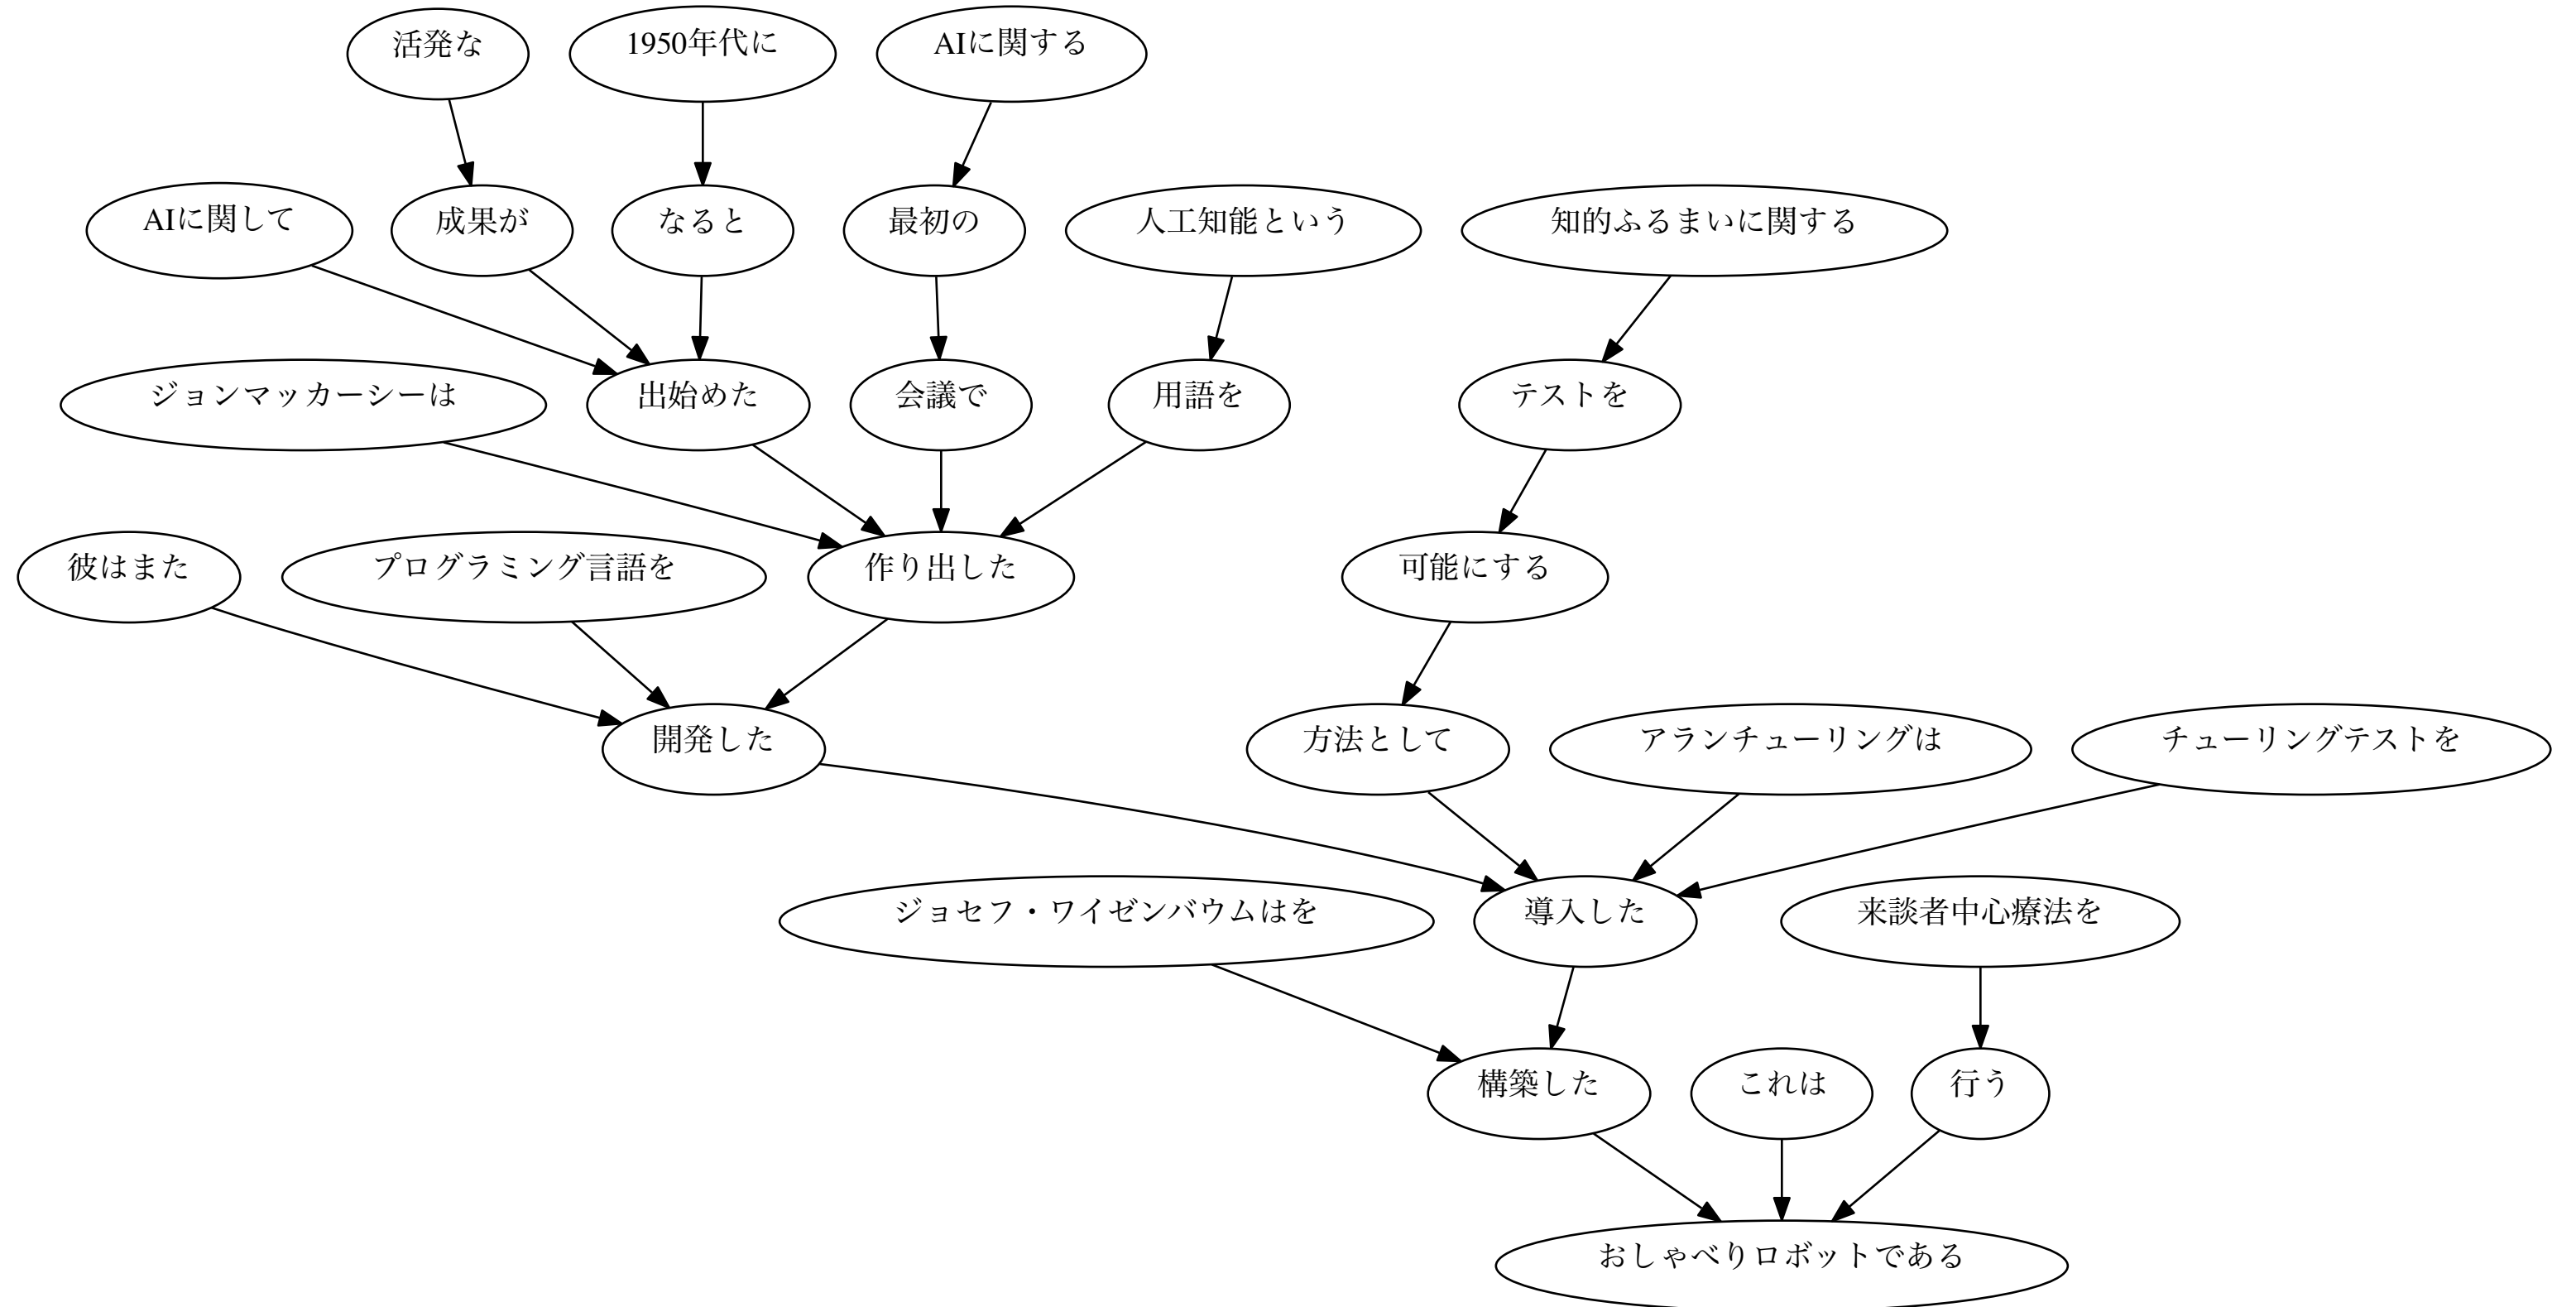 活発な
1950年代に
AIに関する
AIに関して
成果が
なると
最初の
人工知能という
知的ふるまいに関する
ジョンマッカーシーは
出始めた
会議で
用語を
テストを
彼はまた
プログラミング言語を
作り出した
可能にする
開発した
方法として
アランチューリングは
チューリングテストを
ジョセフ・ワイゼンバウムはを
導入した
来談者中心療法を
構築した
これは
行う
おしゃべりロボットである